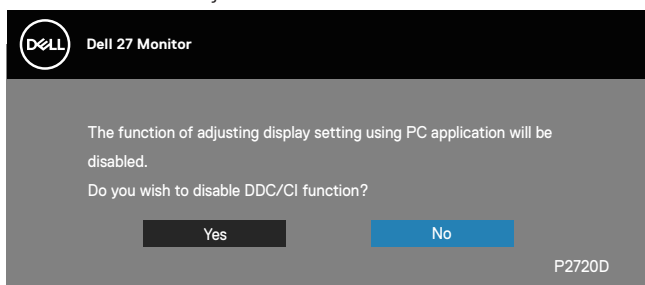 DELL
Dell 27 Monitor
The function of adjusting display setting using PC application will be
disabled.
Do you wish to disable DDC/CI function?
Yes
No
P2720D